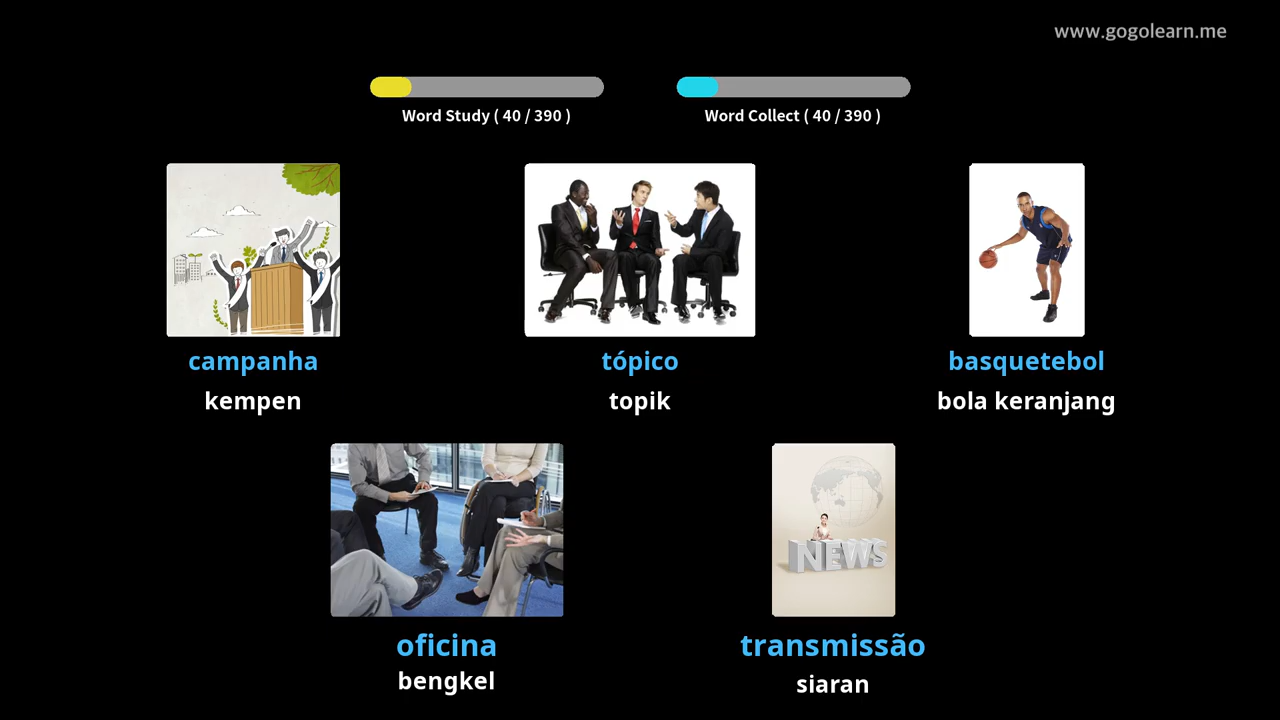 www.gogolearn.me
Word Study ( 40 / 390 )
Word Collect ( 40 / 390 )
campanha
tópico
basquetebol
kempen
topik
bola keranjang
NEWS
oficina
transmissão
bengkel
siaran